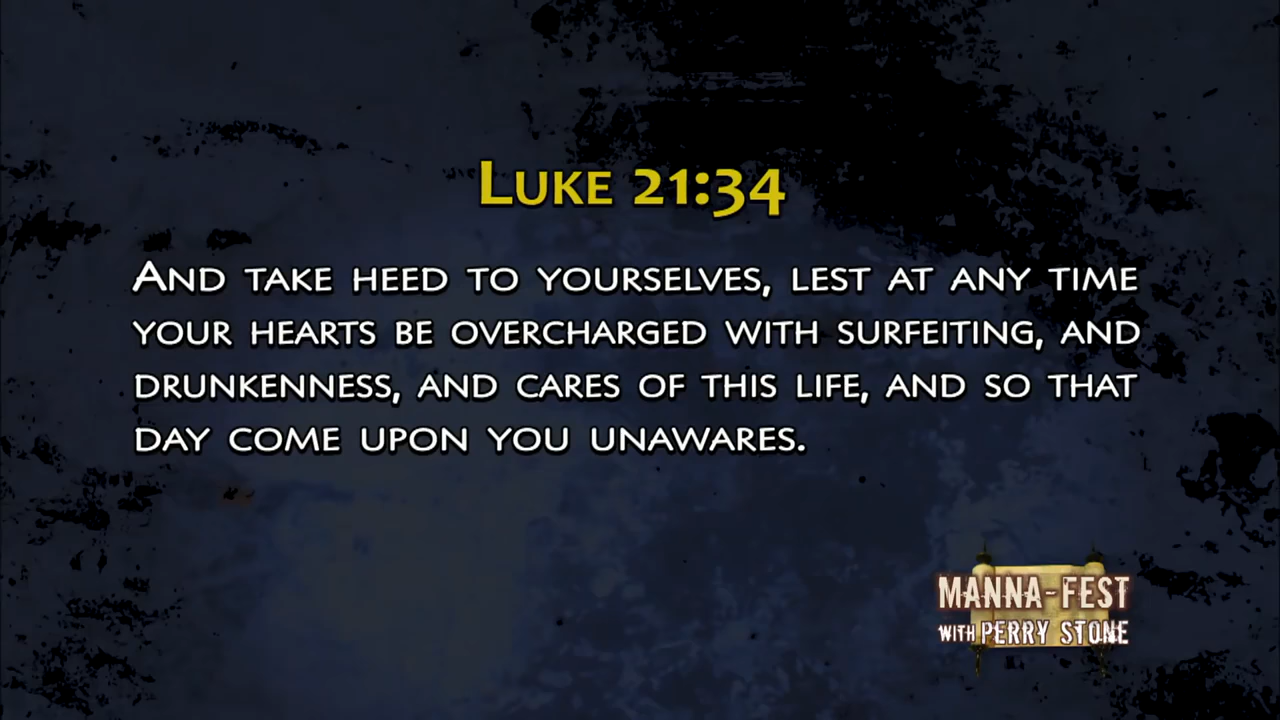 Luke 21:34
And take heed to yourselves, lest at any time
your hearts be overcharged with surfeiting, and
drunkenness, and cares of this life, and so that
day come upon you unawares.
MANNA-FEST
WITH PERRY STONE